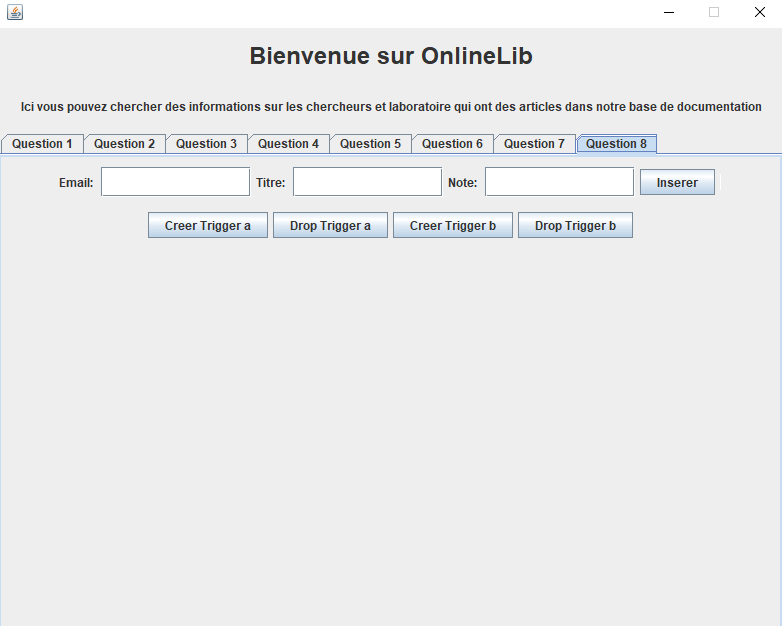 Bienvenue sur OnlineLib
Ici vous pouvez chercher des informations sur les chercheurs et laboratoire qui ont des articles dans notre base de documentation
Question 1 Question 2 Question 3 Question 4 Question 5 Question 6 Question 7 Question 8
Email: Titre: Note: Inserer
Creer Trigger a Drop Trigger a Creer Trigger b Drop Trigger b